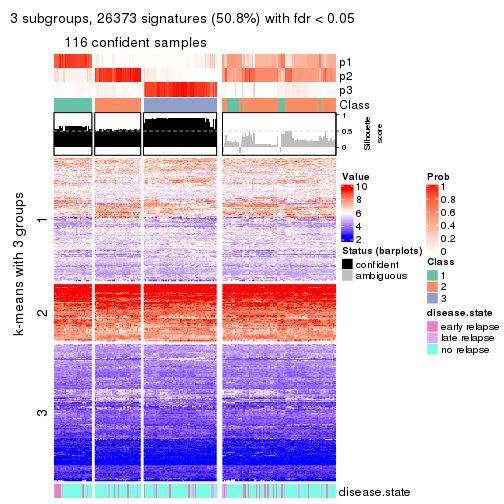 3 subgroups, 26373 signatures (50.8%) with fdr < 0.05
116 confident samples
p1
p2
p3
Class
1
0.5
0
Silhouette
score
k-means with 3 groups
1
2
3
disease.state
Value
10
8
6
4
2
Status (barplots)
confident
ambiguous
Prob
1
0.8
0.6
0.4
0.2
0
Class
1
2
3
disease.state
early relapse
late relapse
no relapse